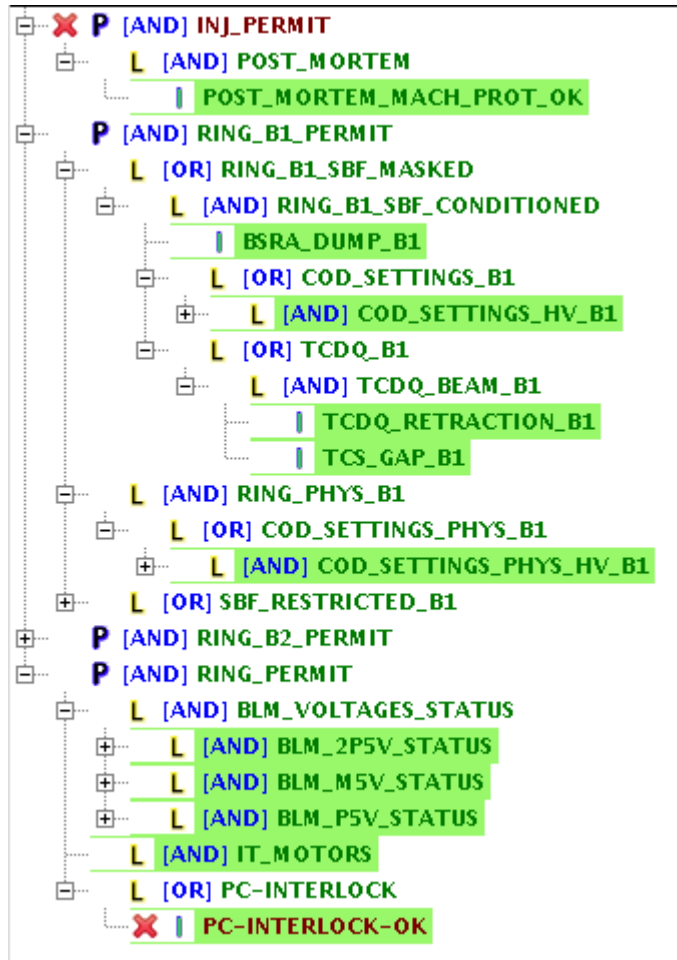 P [AND] INJ_PERMIT
L [AND] POST_MORTEM
POST_MORTEM_MACH_PROT_OK
P [AND] RING_B1_PERMIT
L [OR] RING_B1_SBF_MASKED
L [AND] RING_B1_SBF_CONDITIONED
BSRA_DUMP_B1
L [OR] COD_SETTINGS_B1
L [AND] COD_SETTINGS_HV_B1
L [OR] TCDQ_B1
L [AND] TCDQ_BEAM_B1
TCDQ_RETRACTION_B1
TCS_GAP_B1
L [AND] RING_PHYS_B1
L [OR] COD_SETTINGS_PHYS_B1
L [AND] COD_SETTINGS_PHYS_HV_B1
L [OR] SBF_RESTRICTED_B1
P [AND] RING_B2_PERMIT
P [AND] RING_PERMIT
L [AND] BLM_VOLTAGES_STATUS
L [AND] BLM_2P5V_STATUS
L [AND] BLM_M5V_STATUS
L [AND] BLM_P5V_STATUS
L [AND] IT_MOTORS
L [OR] PC-INTERLOCK
PC-INTERLOCK-OK